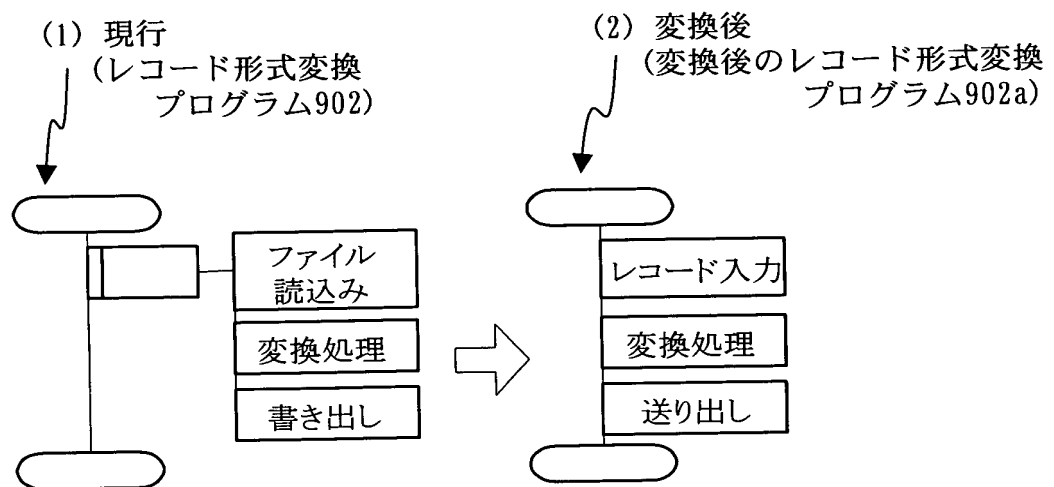 (1) 現行
(レコード形式変換
プログラム902)
ファイル
読込み
変換処理
書き出し
(2) 変換後
(変換後のレコード形式変換
プログラム902a)
レコード入力
変換処理
送り出し